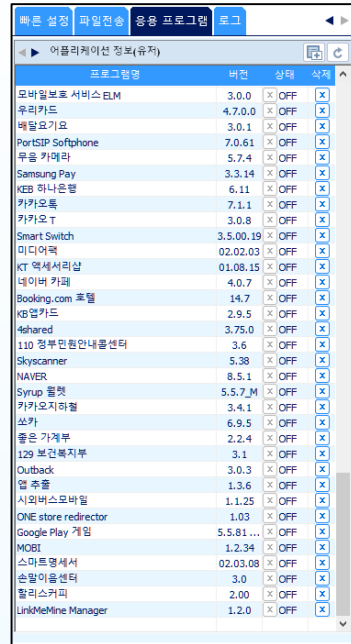 빠른 설정 파일전송 응용 프로그램 로그
어플리케이션 정보(유저)
프로그램명 버전 상태 삭제
모바일보호 서비스 ELM 3.0.0 OFF
우리카드 4.7.0.0 OFF
배달요기요 3.0.1 OFF
PortSIP Softphone 7.0.61 OFF
무음 카메라 5.7.4 OFF
Samsung Pay 3.3.14 OFF
KEB 하나은행 6.11 OFF
카카오톡 7.1.1 OFF
카카오 T 3.0.8 OFF
Smart Switch 3.5.00.19 OFF
미디어팩 02.02.03 OFF
KT 액세서리샵 01.08.15 OFF
네이버 카페 4.0.7 OFF
Booking.com 호텔 14.7 OFF
KB앱카드 2.9.5 OFF
4shared 3.75.0 OFF
110 정부민원안내콜센터 3.6 OFF
Skyscanner 5.38 OFF
NAVER 8.5.1 OFF
Syrup 월렛 5.5.7_M OFF
카카오지하철 3.4.1 OFF
쏘카 6.9.5 OFF
좋은 가계부 2.2.4 OFF
129 보건복지부 3.1 OFF
Outback 3.0.3 OFF
앱 추출 1.3.6 OFF
시외버스모바일 1.1.25 OFF
ONE store redirector 1.03 OFF
Google Play 게임 5.5.81 ... OFF
MOBI 1.2.34 OFF
스마트명세서 02.03.08 OFF
손말이음센터 3.0 OFF
할리스커피 2.00 OFF
LinkMeMine Manager 1.2.0 OFF